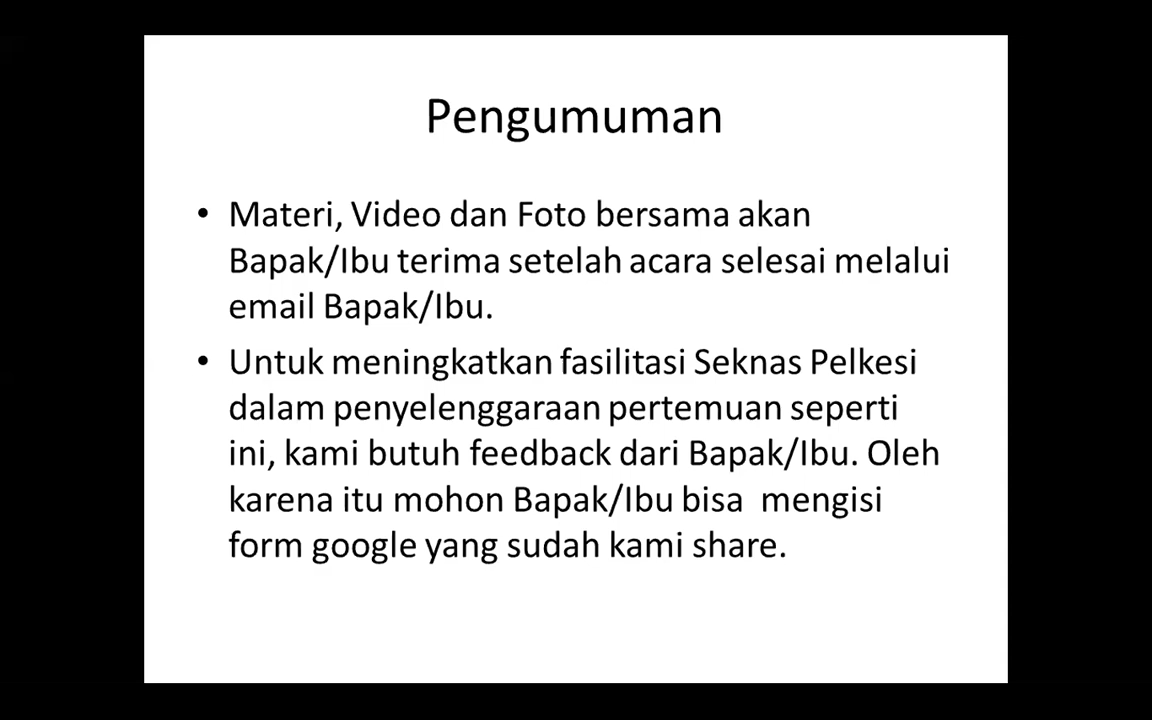 Pengumuman
• Materi, Video dan Foto bersama akan
Bapak/Ibu terima setelah acara selesai melalui
email Bapak/Ibu.
• Untuk meningkatkan fasilitasi Seknas Pelkesi
dalam penyelenggaraan pertemuan seperti
ini, kami butuh feedback dari Bapak/Ibu. Oleh
karena itu mohon Bapak/Ibu bisa  mengisi
form google yang sudah kami share.